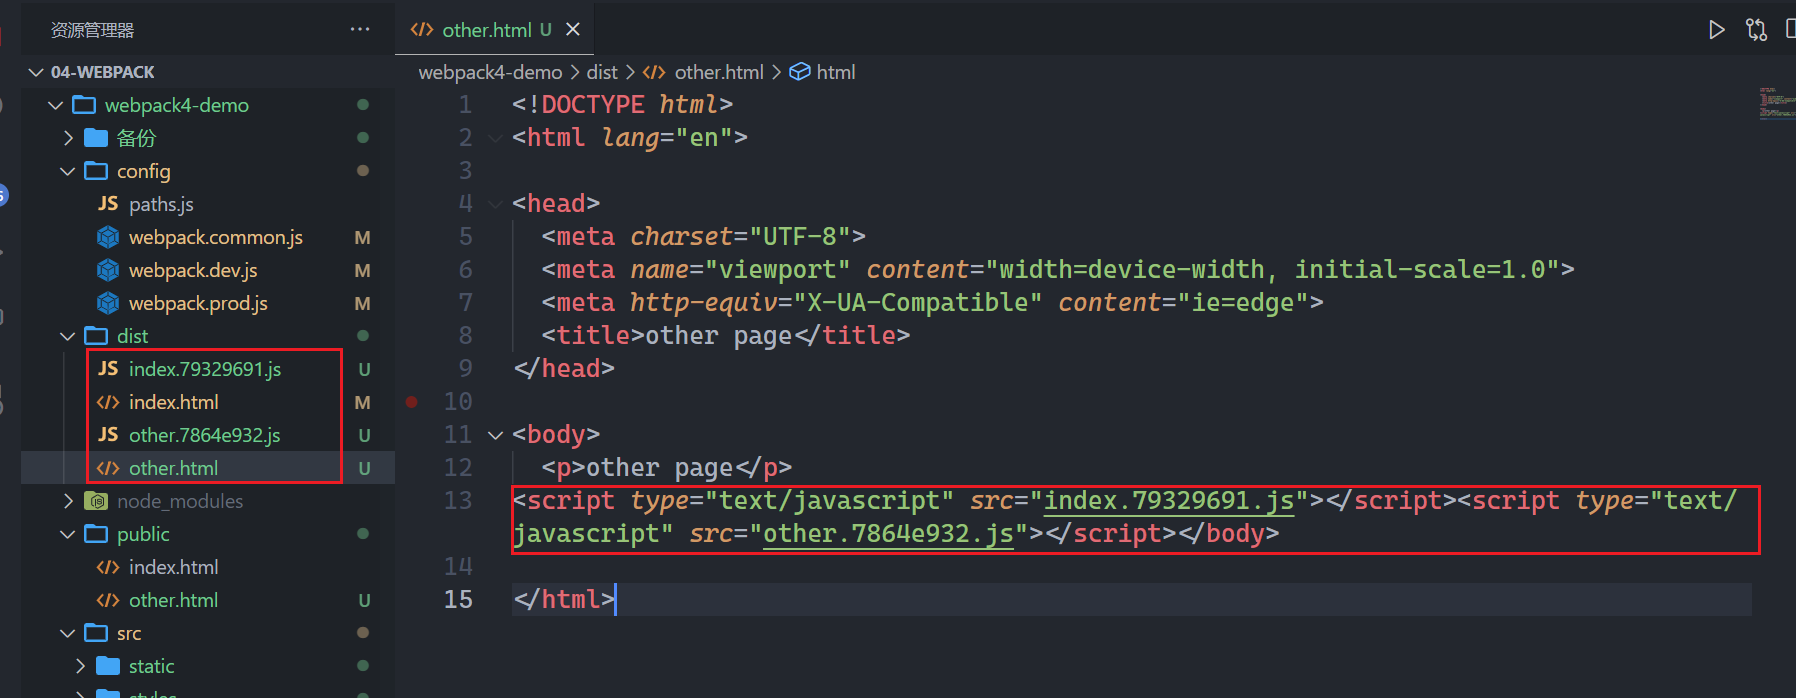 资源管理器 ···
04-WEBPACK
webpack4-demo
备份
config
JS paths.js
webpack.common.js M
webpack.dev.js M
webpack.prod.js M
dist
JS index.79329691.js U
index.html M
JS other.7864e932.js U
other.html U
node_modules
public
index.html
other.html U
src
static
styles
other.html U
webpack4-demo > dist > other.html > html
1 <!DOCTYPE html>
2 <html lang="en">
3
4 <head>
5 <meta charset="UTF-8">
6 <meta name="viewport" content="width=device-width, initial-scale=1.0">
7 <meta http-equiv="X-UA-Compatible" content="ie=edge">
8 <title>other page</title>
9 </head>
10
11 <body>
12 <p>other page</p>
13 <script type="text/javascript" src="index.79329691.js"></script><script type="text/
javascript" src="other.7864e932.js"></script></body>
14
15 </html>